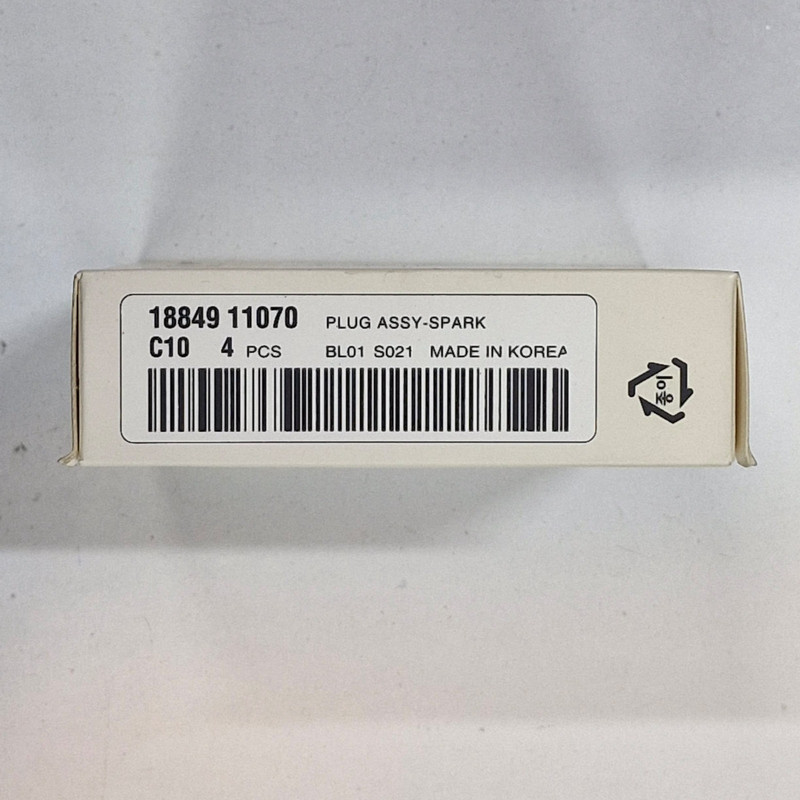 18849 11070 PLUG ASSY-SPARK
C10 4 PCS BL01 S021 MADE IN KOREA
종이